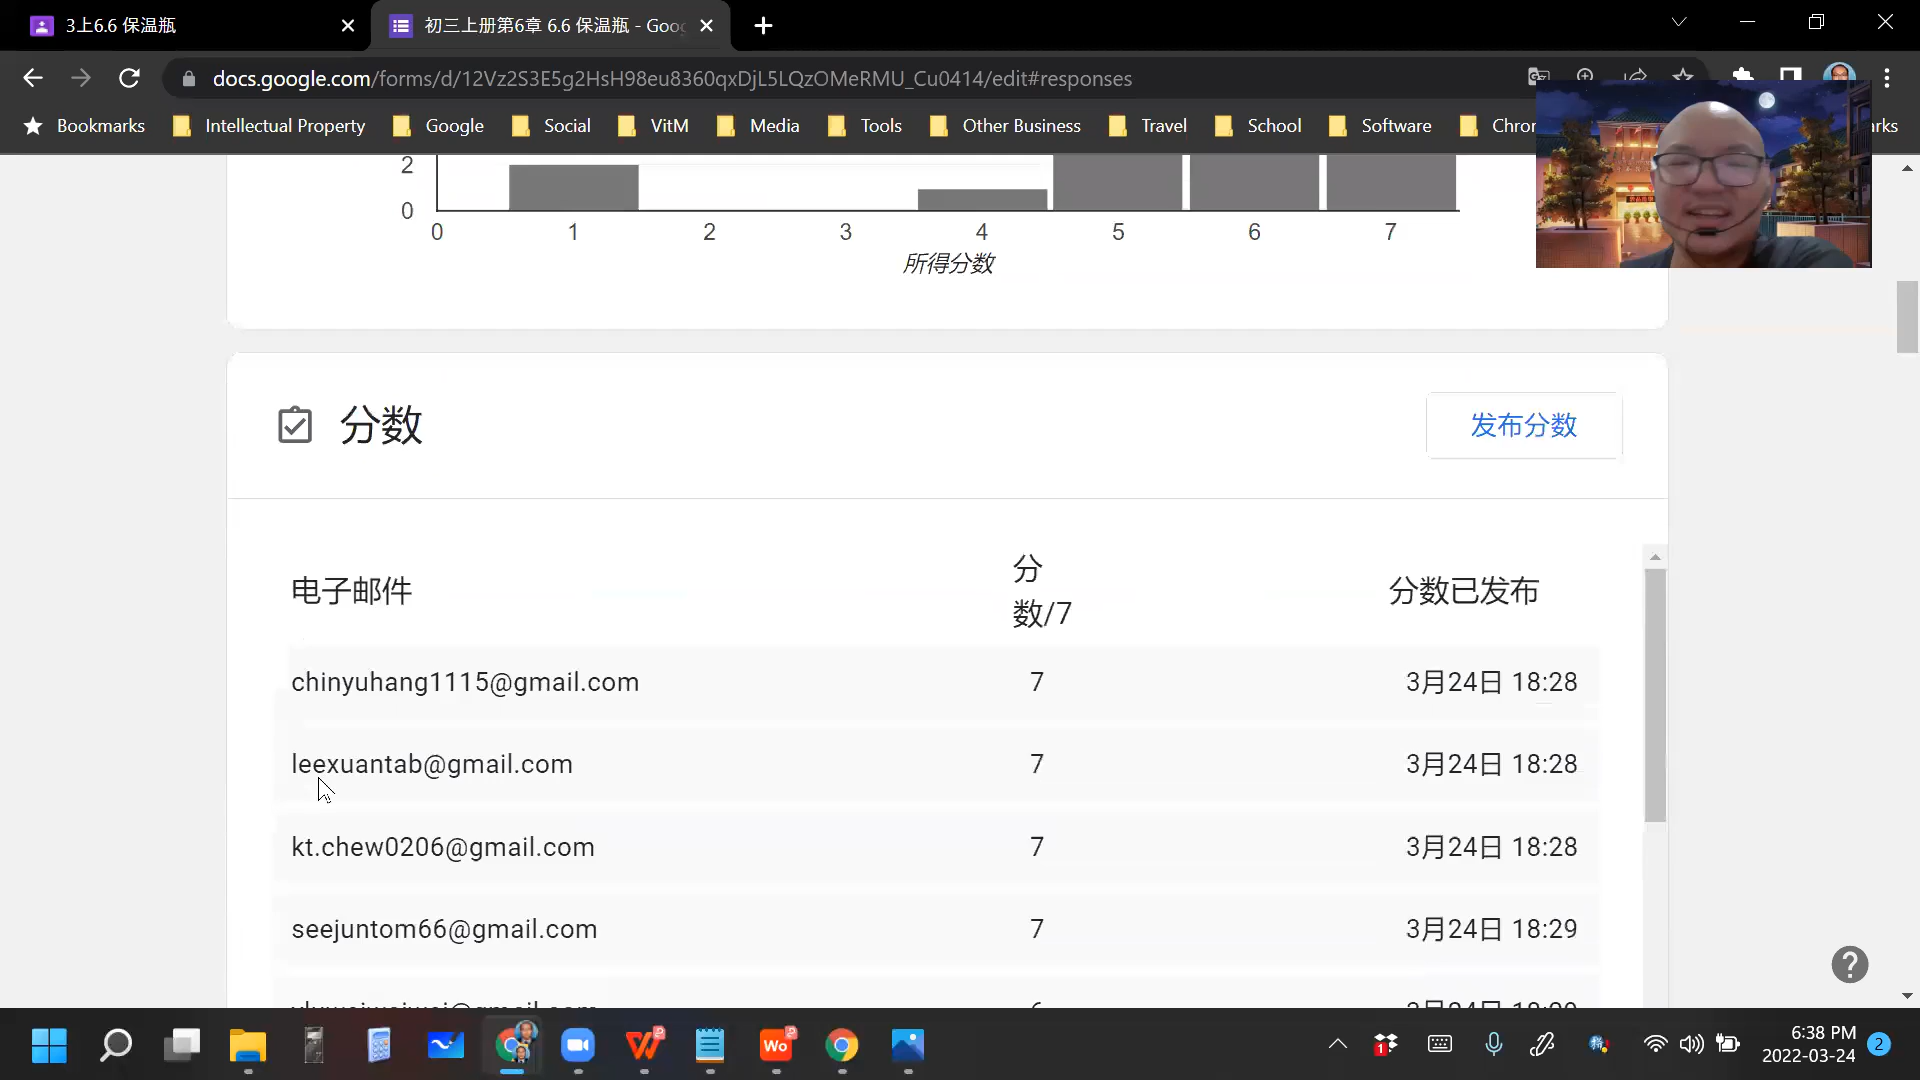 3上6.6 保温瓶
初三上册第6章 6.6 保温瓶 - Goo
docs.google.com/forms/d/12Vz2S3E5g2HsH98eu8360qxDjL5LQzOMeRMU_Cu0414/edit#responses
Bookmarks Intellectual Property Google Social VitM Media Tools Other Business Travel School Software Chro rks
2
0
0 1 2 3 4 5 6 7
所得分数
分数 发布分数
电子邮件 分数/7 分数已发布
chinyuhang1115@gmail.com 7 3月24日 18:28
leexuantab@gmail.com 7 3月24日 18:28
kt.chew0206@gmail.com 7 3月24日 18:28
seejuntom66@gmail.com 7 3月24日 18:29
6:38 PM
2022-03-24 2